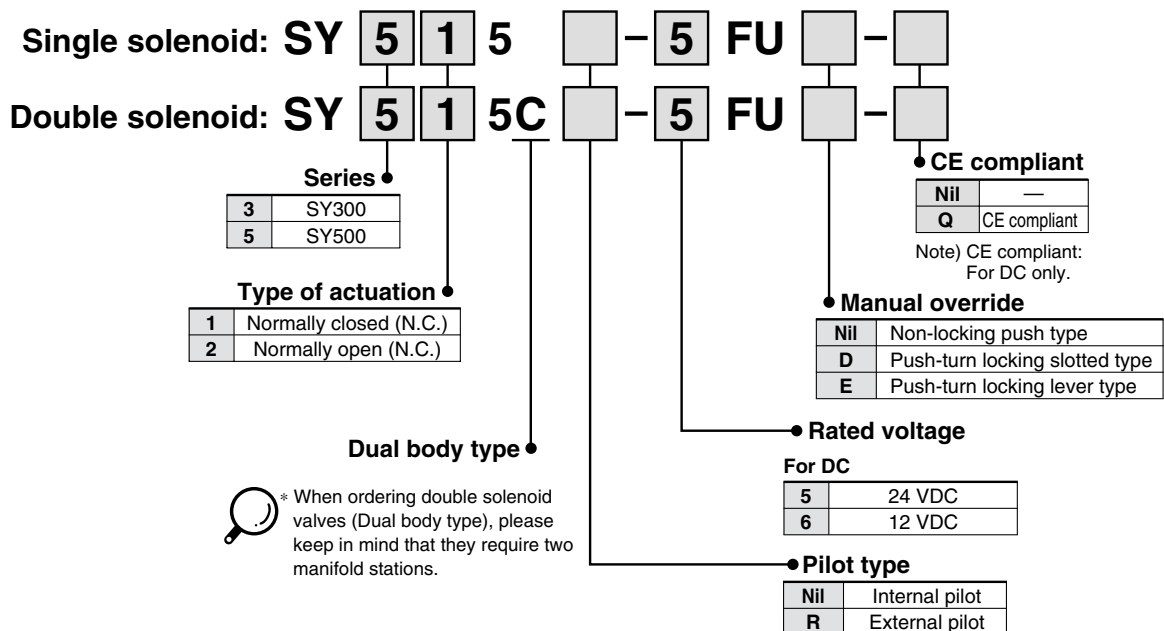 Single solenoid: SY 5 1 5 - 5 FU -
Double solenoid: SY 5 1 5C - 5 FU -
Series
3 SY300
5 SY500
Type of actuation
1 Normally closed (N.C.)
2 Normally open (N.C.)
Dual body type
* When ordering double solenoid
valves (Dual body type), please
keep in mind that they require two
manifold stations.
CE compliant
Nil —
Q CE compliant
Note) CE compliant:
For DC only.
Manual override
Nil Non-locking push type
D Push-turn locking slotted type
E Push-turn locking lever type
Rated voltage
For DC
5 24 VDC
6 12 VDC
Pilot type
Nil Internal pilot
R External pilot